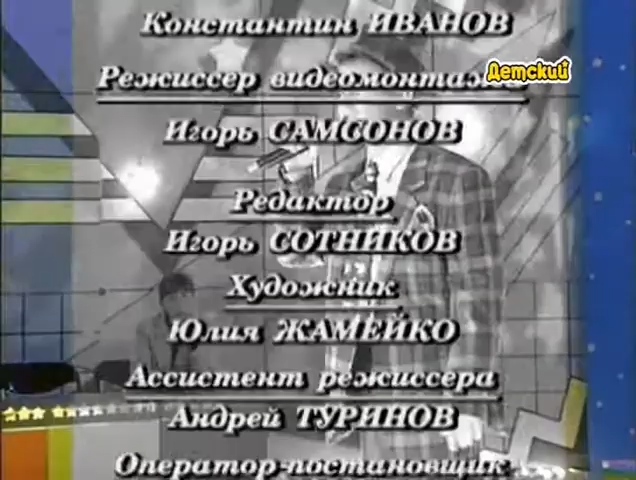 Константин ИВАНОВ
Режиссер видеомонтажа
Детский
Игорь САМСОНОВ
Редактор
Игорь СОТНИКОВ
Художник
Юлия ЖАМЕЙКО
Ассистент режиссера
Андрей ТУРИНОВ
Оператор-постановщик